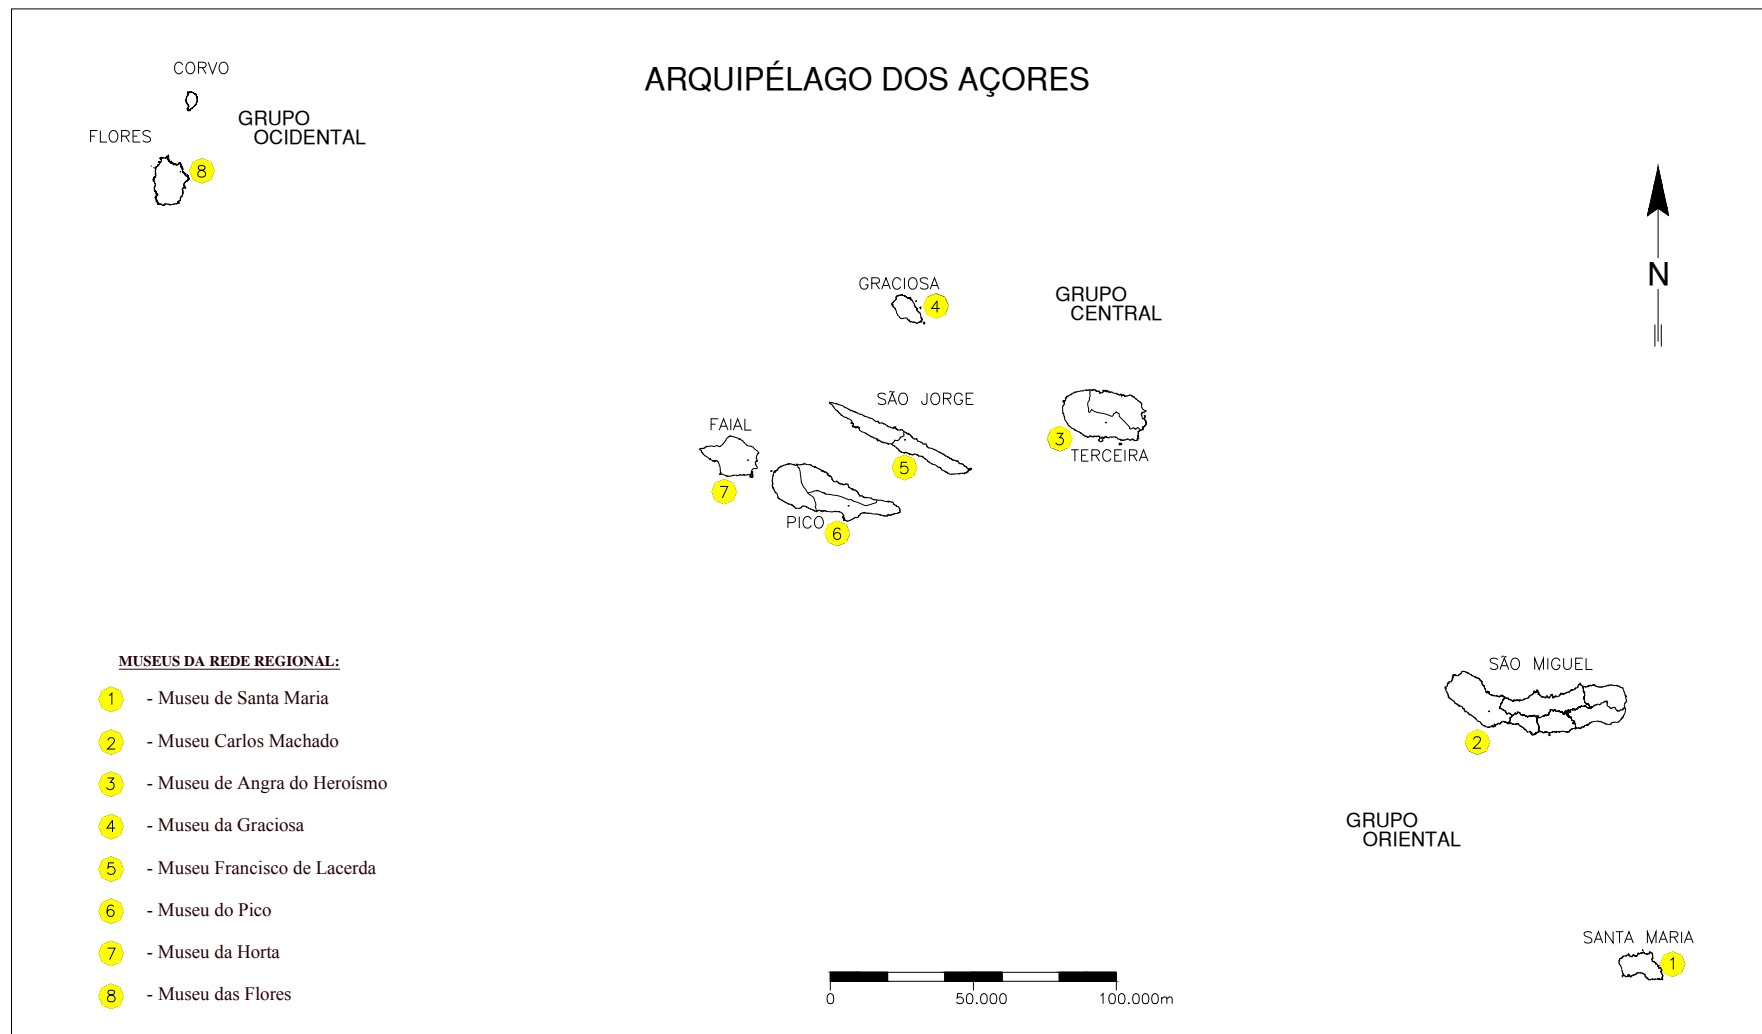 ARQUIPÉLAGO DOS AÇORES
CORVO
GRUPO
OCIDENTAL
FLORES
8
N
GRACIOSA
4
GRUPO
CENTRAL
SÃO JORGE
5
FAIAL
7
PICO
6
3
TERCEIRA
SÃO MIGUEL
2
GRUPO
ORIENTAL
SANTA MARIA
1
MUSEUS DA REDE REGIONAL:
1 - Museu de Santa Maria
2 - Museu Carlos Machado
3 - Museu de Angra do Heroísmo
4 - Museu da Graciosa
5 - Museu Francisco de Lacerda
6 - Museu do Pico
7 - Museu da Horta
8 - Museu das Flores
0 50.000 100.000m